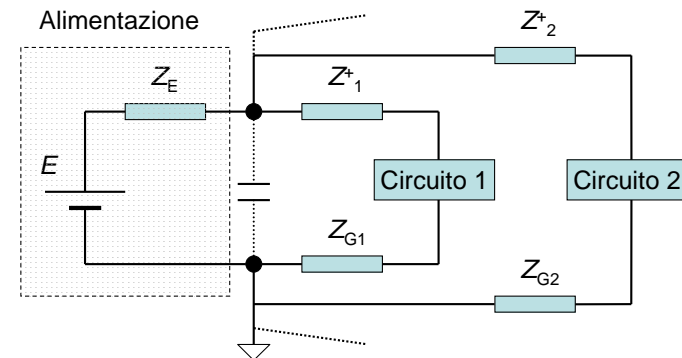 Alimentazione
Z+2
ZE
Z+1
E
Circuito 1
Circuito 2
ZG1
ZG2